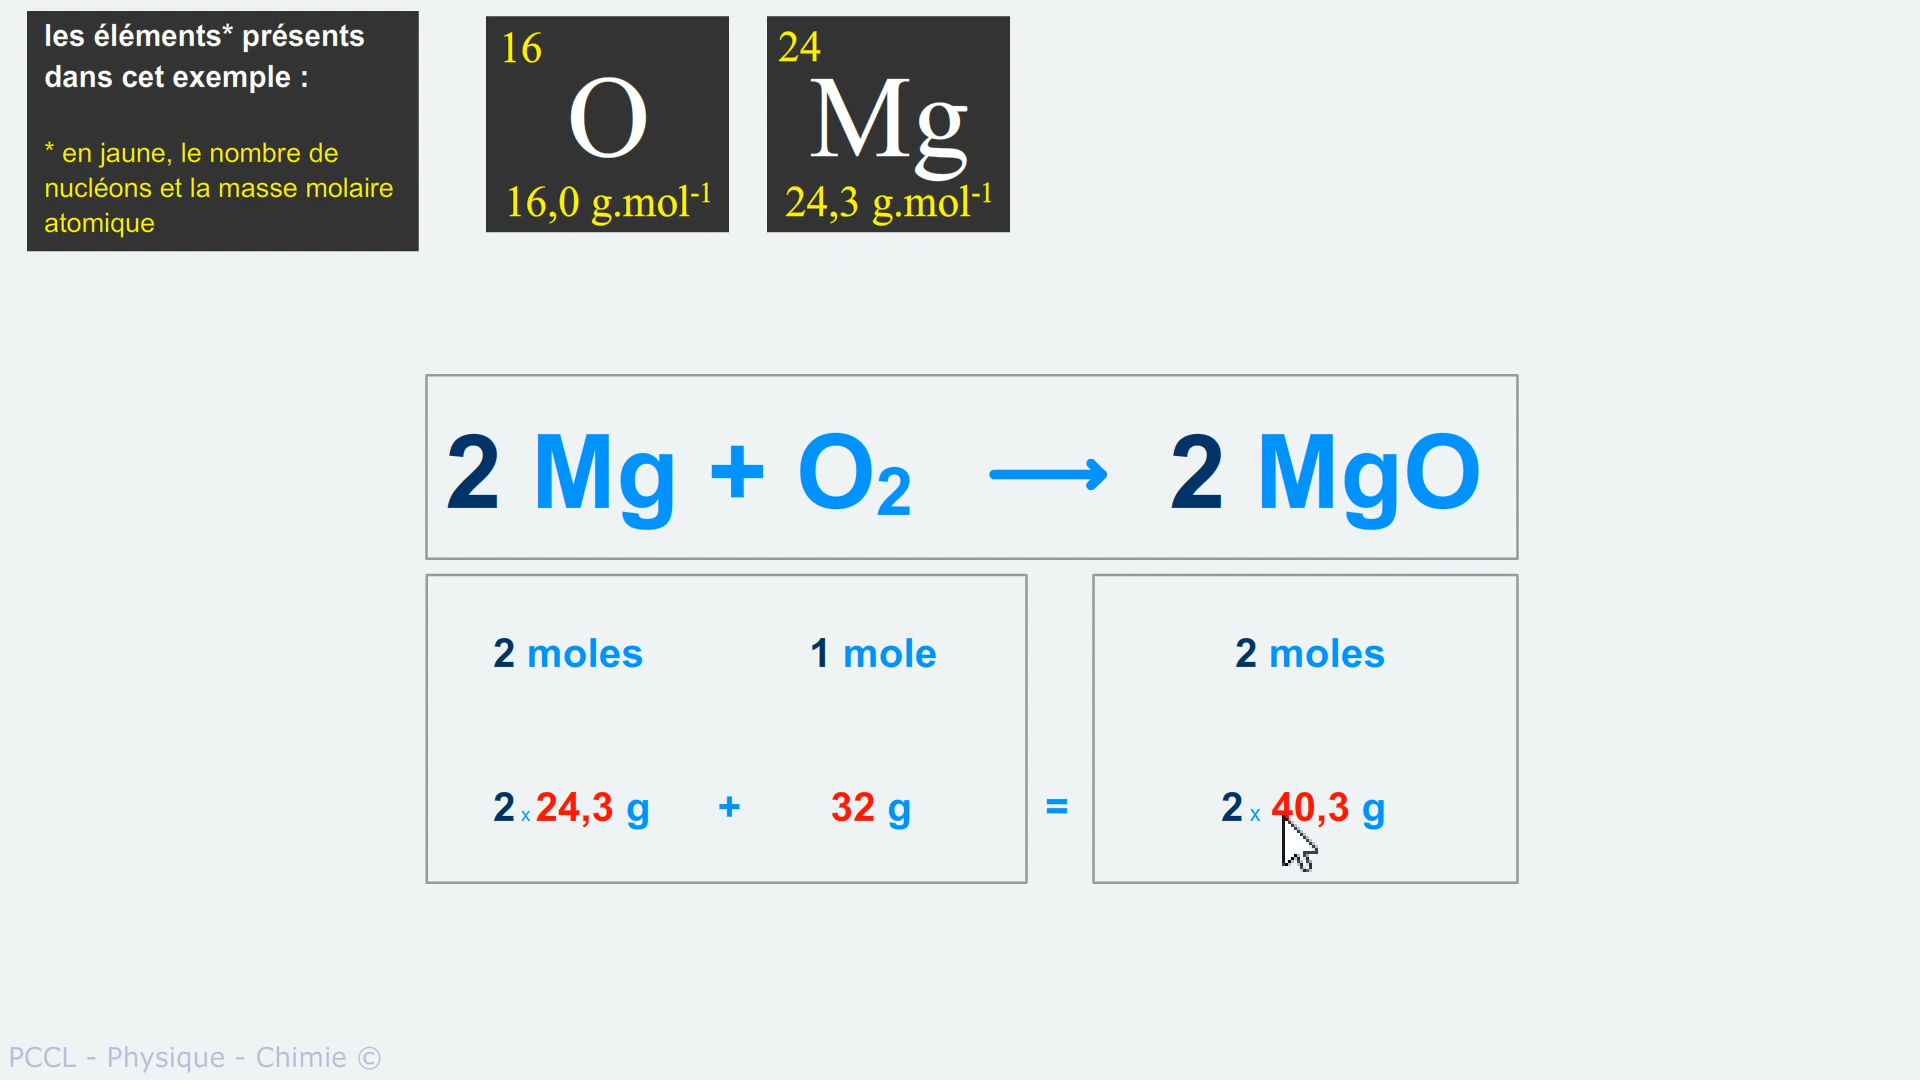 les éléments* présents
dans cet exemple :
* en jaune, le nombre de
nucléons et la masse molaire
atomique
16
O
16,0 g.mol-1
24
Mg
24,3 g.mol-1
2 Mg + O2 ⟶ 2 MgO
2 moles 1 mole 2 moles
2 x 24,3 g + 32 g = 2 x 40,3 g
PCCL - Physique - Chimie ©